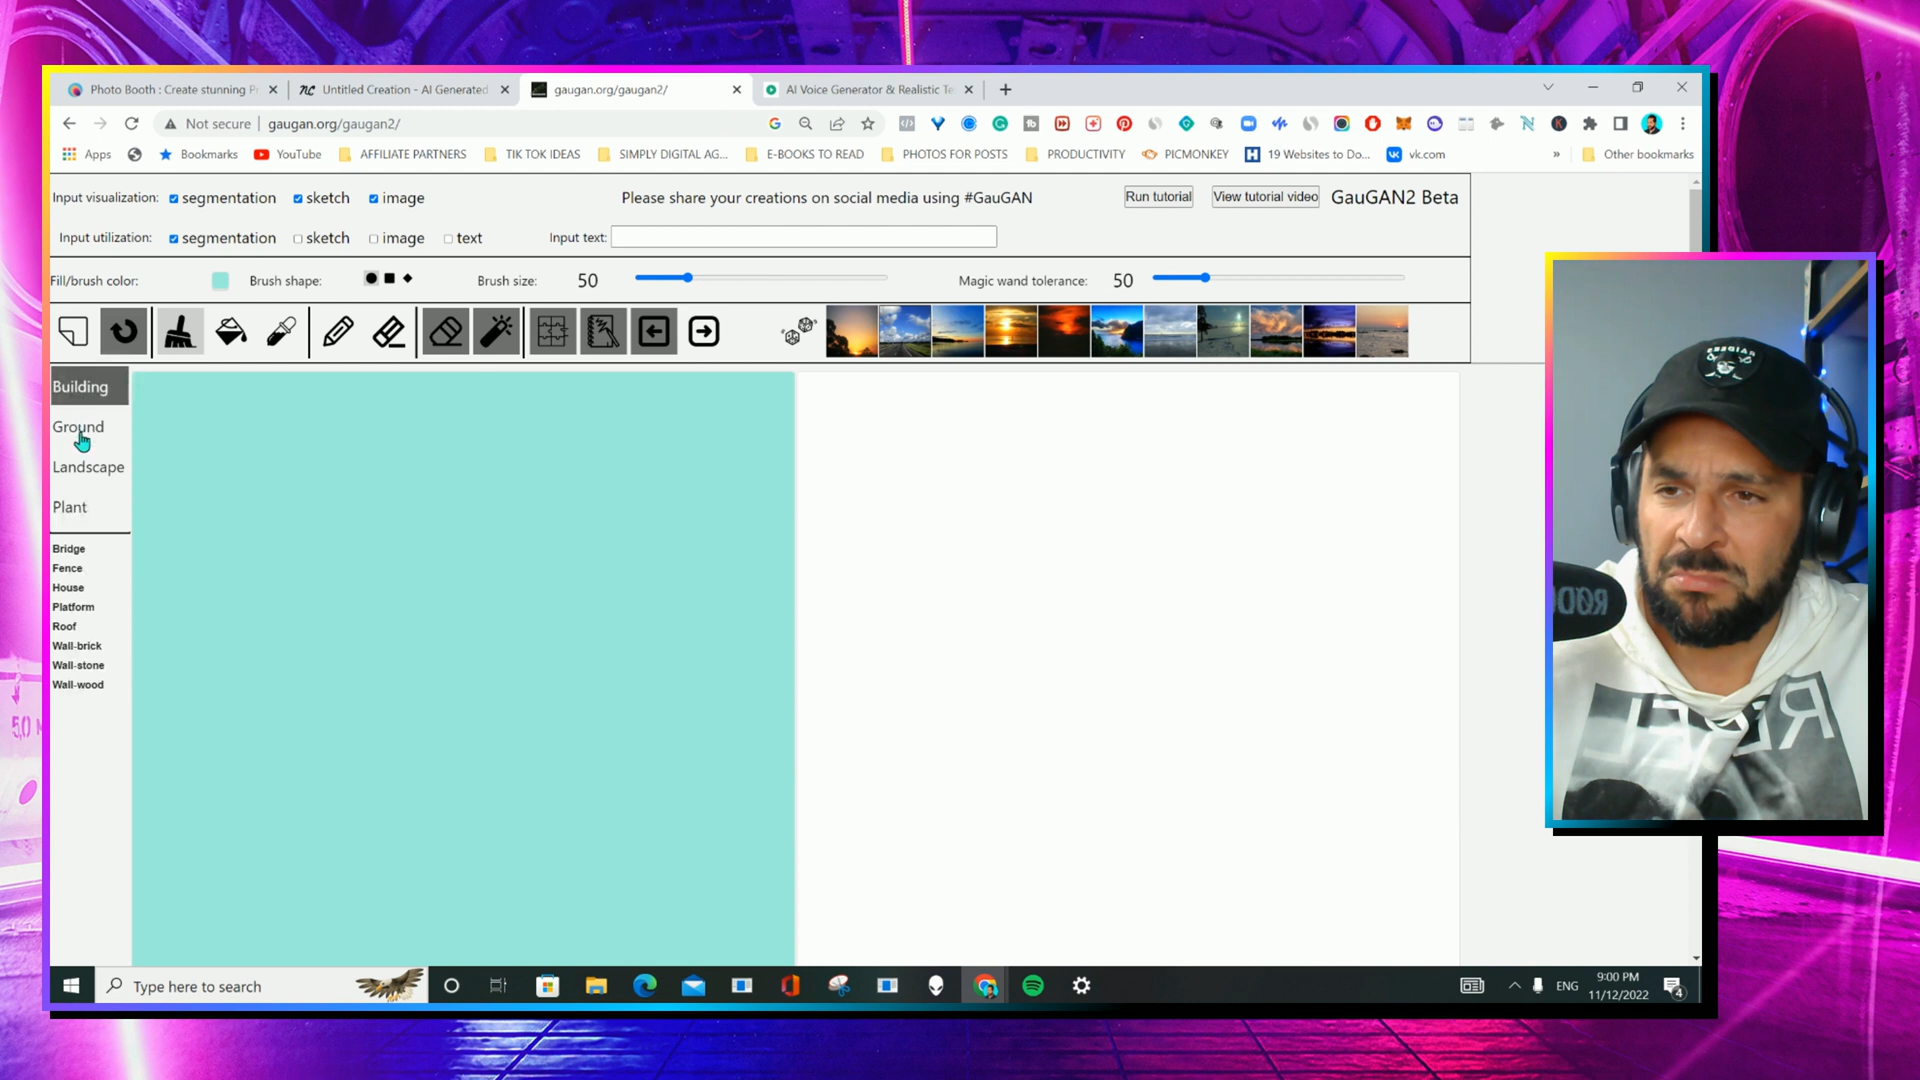 Photo Booth : Create stunning P
Untitled Creation - AI Generated
gaugan.org/gaugan2/
AI Voice Generator & Realistic Te
Not secure
gaugan.org/gaugan2/
Apps
Bookmarks
YouTube
AFFILIATE PARTNERS
TIK TOK IDEAS
SIMPLY DIGITAL AG...
E-BOOKS TO READ
PHOTOS FOR POSTS
PRODUCTIVITY
PICMONKEY
19 Websites to Do...
vk.com
»
Other bookmarks
Input visualization: segmentation sketch image
Please share your creations on social media using #GauGAN
Run tutorial
View tutorial video
GauGAN2 Beta
Input utilization: segmentation sketch image text
Input text:
Fill/brush color:
Brush shape:
Brush size: 50
Magic wand tolerance: 50
Building
Ground
Landscape
Plant
Bridge
Fence
House
Platform
Roof
Wall-brick
Wall-stone
Wall-wood
RAIDERS
RØD
REBEL
Type here to search
ENG
9:00 PM
11/12/2022
4